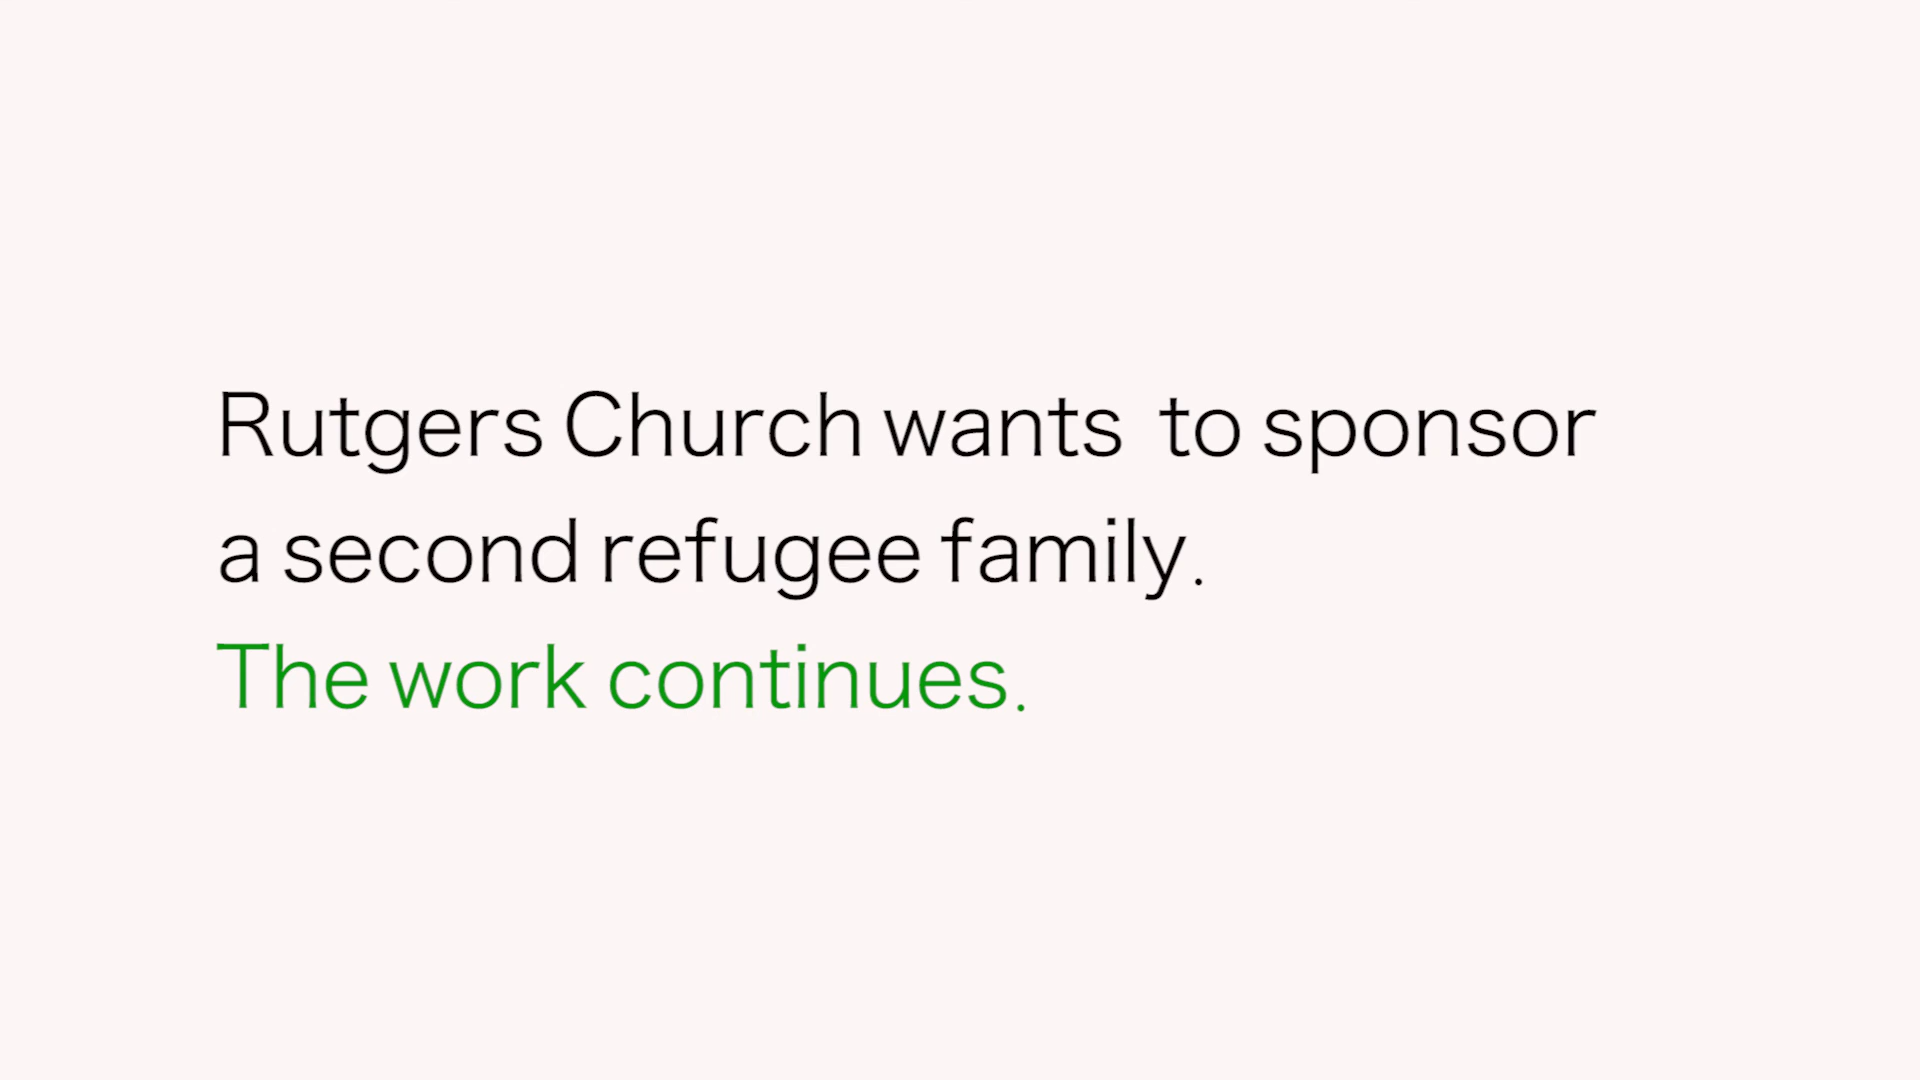 Rutgers Church wants  to sponsor
a second refugee family.
The work continues.